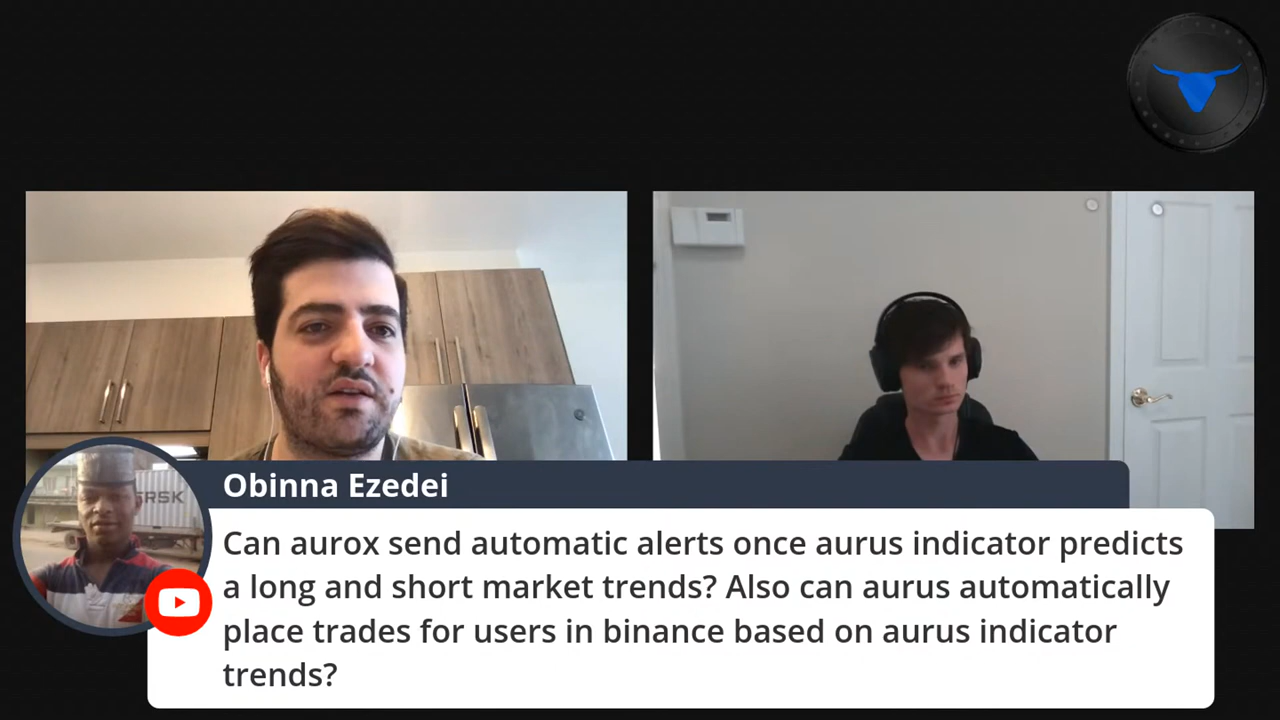 RSK
Obinna Ezedei
Can aurox send automatic alerts once aurus indicator predicts
a long and short market trends? Also can aurus automatically
place trades for users in binance based on aurus indicator
trends?